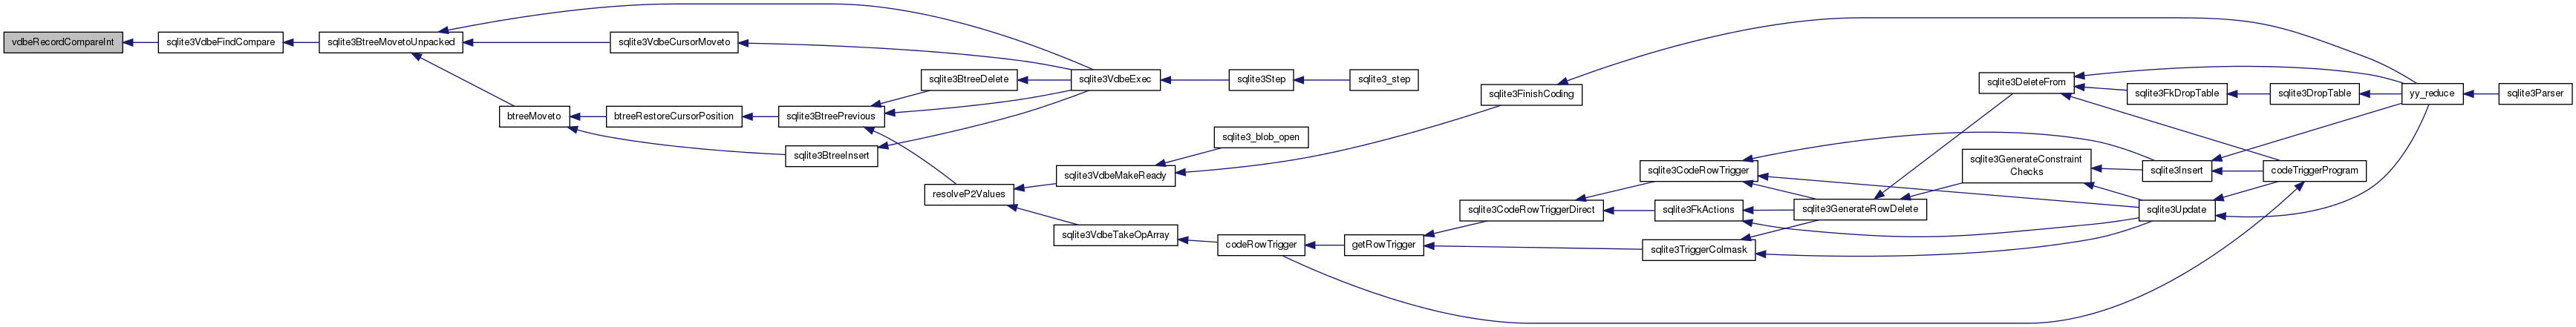 vdbeRecordCompareInt
sqlite3VdbeFindCompare
sqlite3BtreeMovetoUnpacked
sqlite3VdbeCursorMoveto
btreeMoveto
btreeRestoreCursorPosition
sqlite3BtreePrevious
sqlite3BtreeInsert
sqlite3BtreeDelete
resolveP2Values
sqlite3VdbeExec
sqlite3VdbeMakeReady
sqlite3VdbeTakeOpArray
sqlite3Step
sqlite3_step
sqlite3_blob_open
codeRowTrigger
getRowTrigger
sqlite3FinishCoding
sqlite3CodeRowTriggerDirect
sqlite3CodeRowTrigger
sqlite3FkActions
sqlite3TriggerColmask
sqlite3GenerateRowDelete
sqlite3GenerateConstraint
Checks
sqlite3DeleteFrom
sqlite3FkDropTable
sqlite3Insert
sqlite3Update
sqlite3DropTable
codeTriggerProgram
yy_reduce
sqlite3Parser